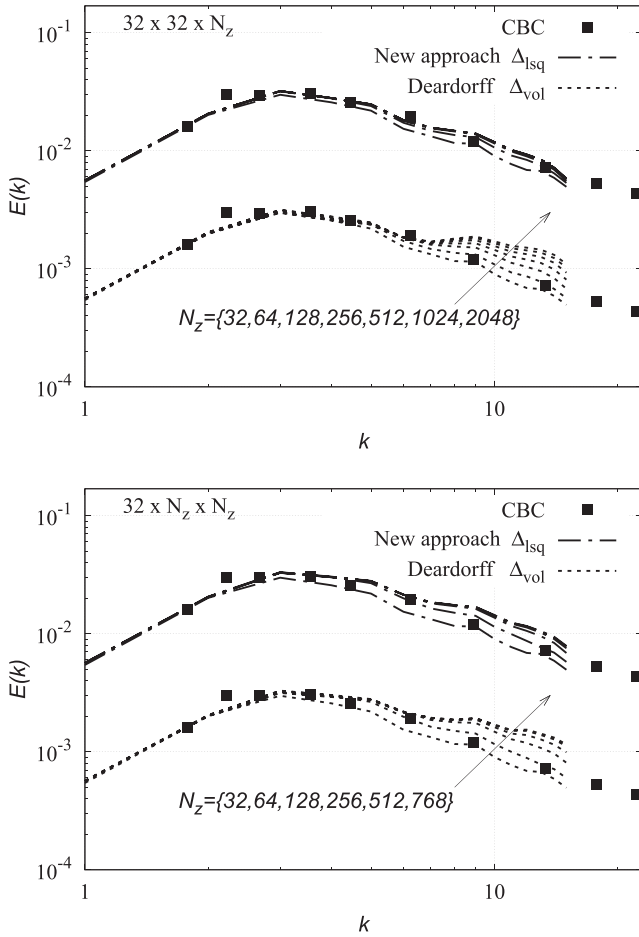 10^-1
32 x 32 x N_z
CBC
New approach Δ_lsq
Deardorff Δ_vol
10^-2
E(k)
10^-3
N_z={32,64,128,256,512,1024,2048}
10^-4
1
10
k
10^-1
32 x N_z x N_z
CBC
New approach Δ_lsq
Deardorff Δ_vol
10^-2
E(k)
10^-3
N_z={32,64,128,256,512,768}
10^-4
1
10
k